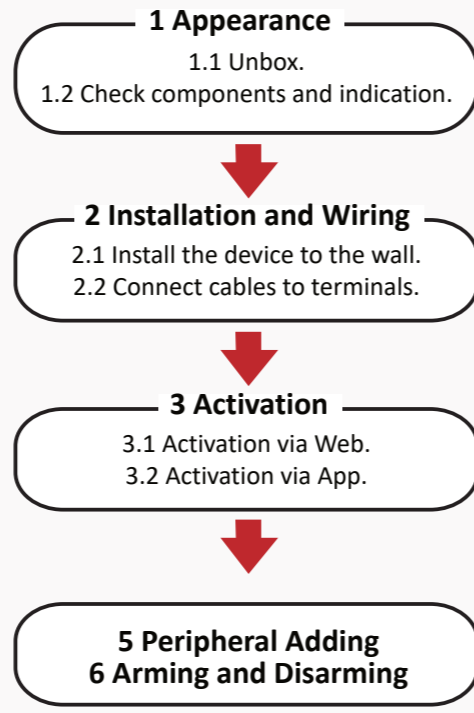 1 Appearance
1.1 Unbox.
1.2 Check components and indication.
2 Installation and Wiring
2.1 Install the device to the wall.
2.2 Connect cables to terminals.
3 Activation
3.1 Activation via Web.
3.2 Activation via App.
5 Peripheral Adding
6 Arming and Disarming